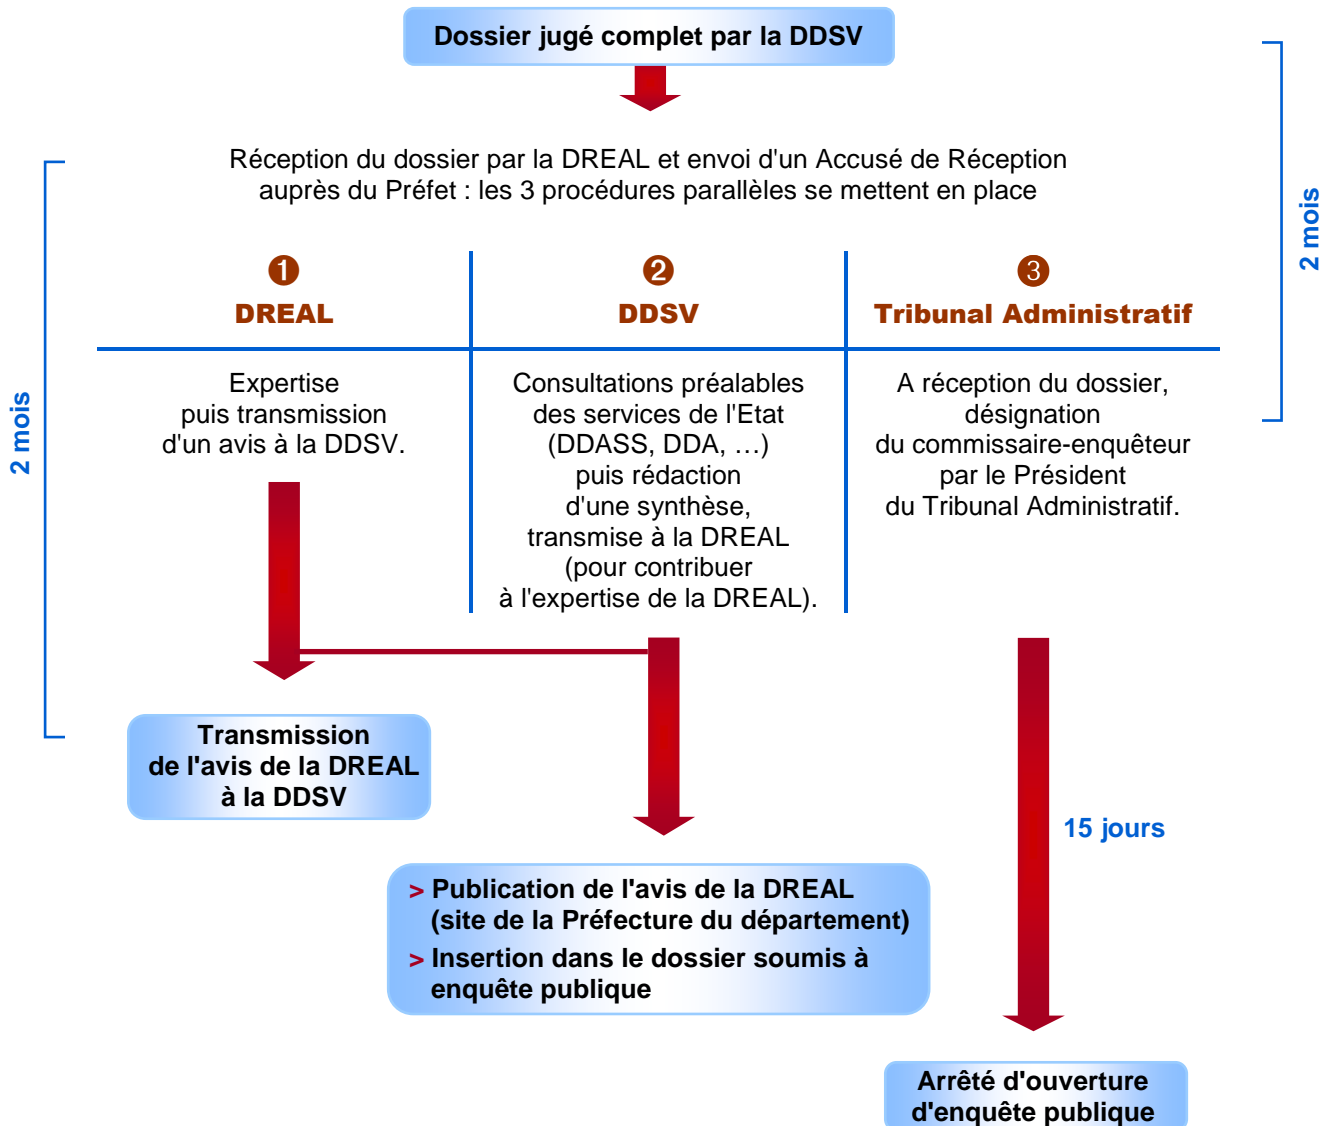 Dossier jugé complet par la DDSV
Réception du dossier par la DREAL et envoi d'un Accusé de Réception
auprès du Préfet : les 3 procédures parallèles se mettent en place
2 mois
2 mois
❶
DREAL
Expertise
puis transmission
d'un avis à la DDSV.
❷
DDSV
Consultations préalables
des services de l'Etat
(DDASS, DDA, …)
puis rédaction
d'une synthèse,
transmise à la DREAL
(pour contribuer
à l'expertise de la DREAL).
❸
Tribunal Administratif
A réception du dossier,
désignation
du commissaire-enquêteur
par le Président
du Tribunal Administratif.
Transmission
de l'avis de la DREAL
à la DDSV
15 jours
> Publication de l'avis de la DREAL
(site de la Préfecture du département)
> Insertion dans le dossier soumis à
enquête publique
Arrêté d'ouverture
d'enquête publique